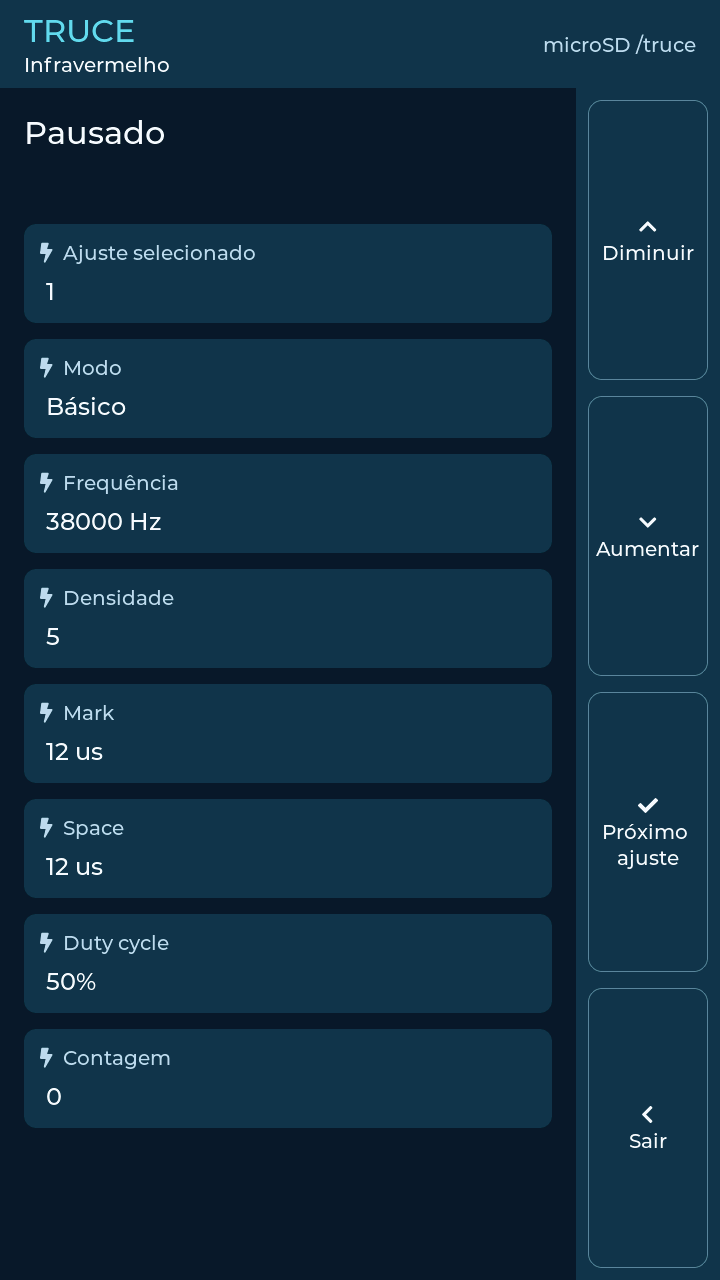 TRUCE
Infravermelho
microSD /truce
Pausado
Ajuste selecionado
1
Modo
Básico
Frequência
38000 Hz
Densidade
5
Mark
12 us
Space
12 us
Duty cycle
50%
Contagem
0
Diminuir
Aumentar
Próximo
ajuste
Sair